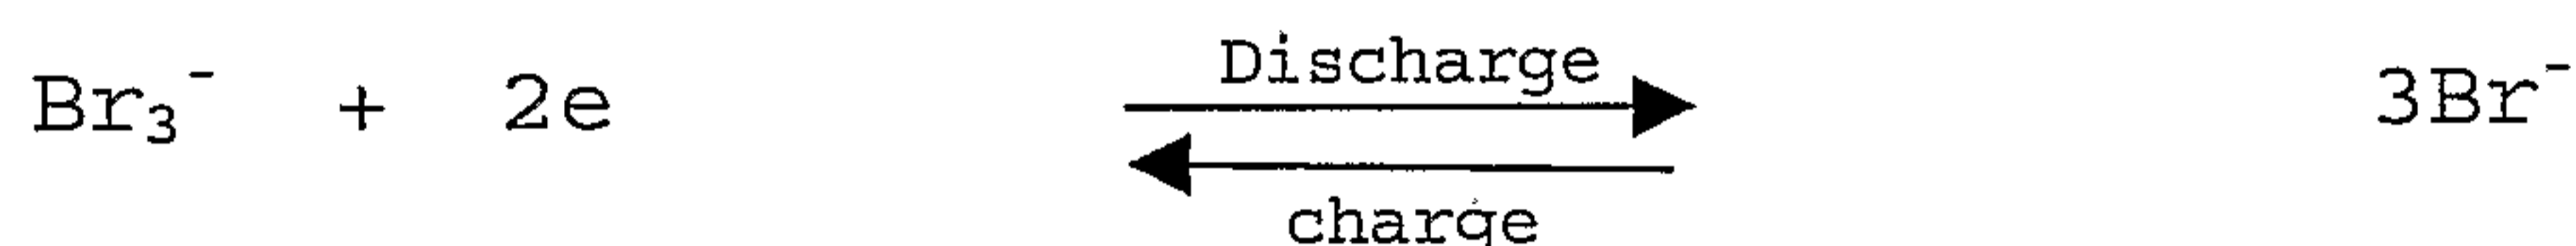 Discharge
Br₃⁻ + 2e 3Br⁻
charge